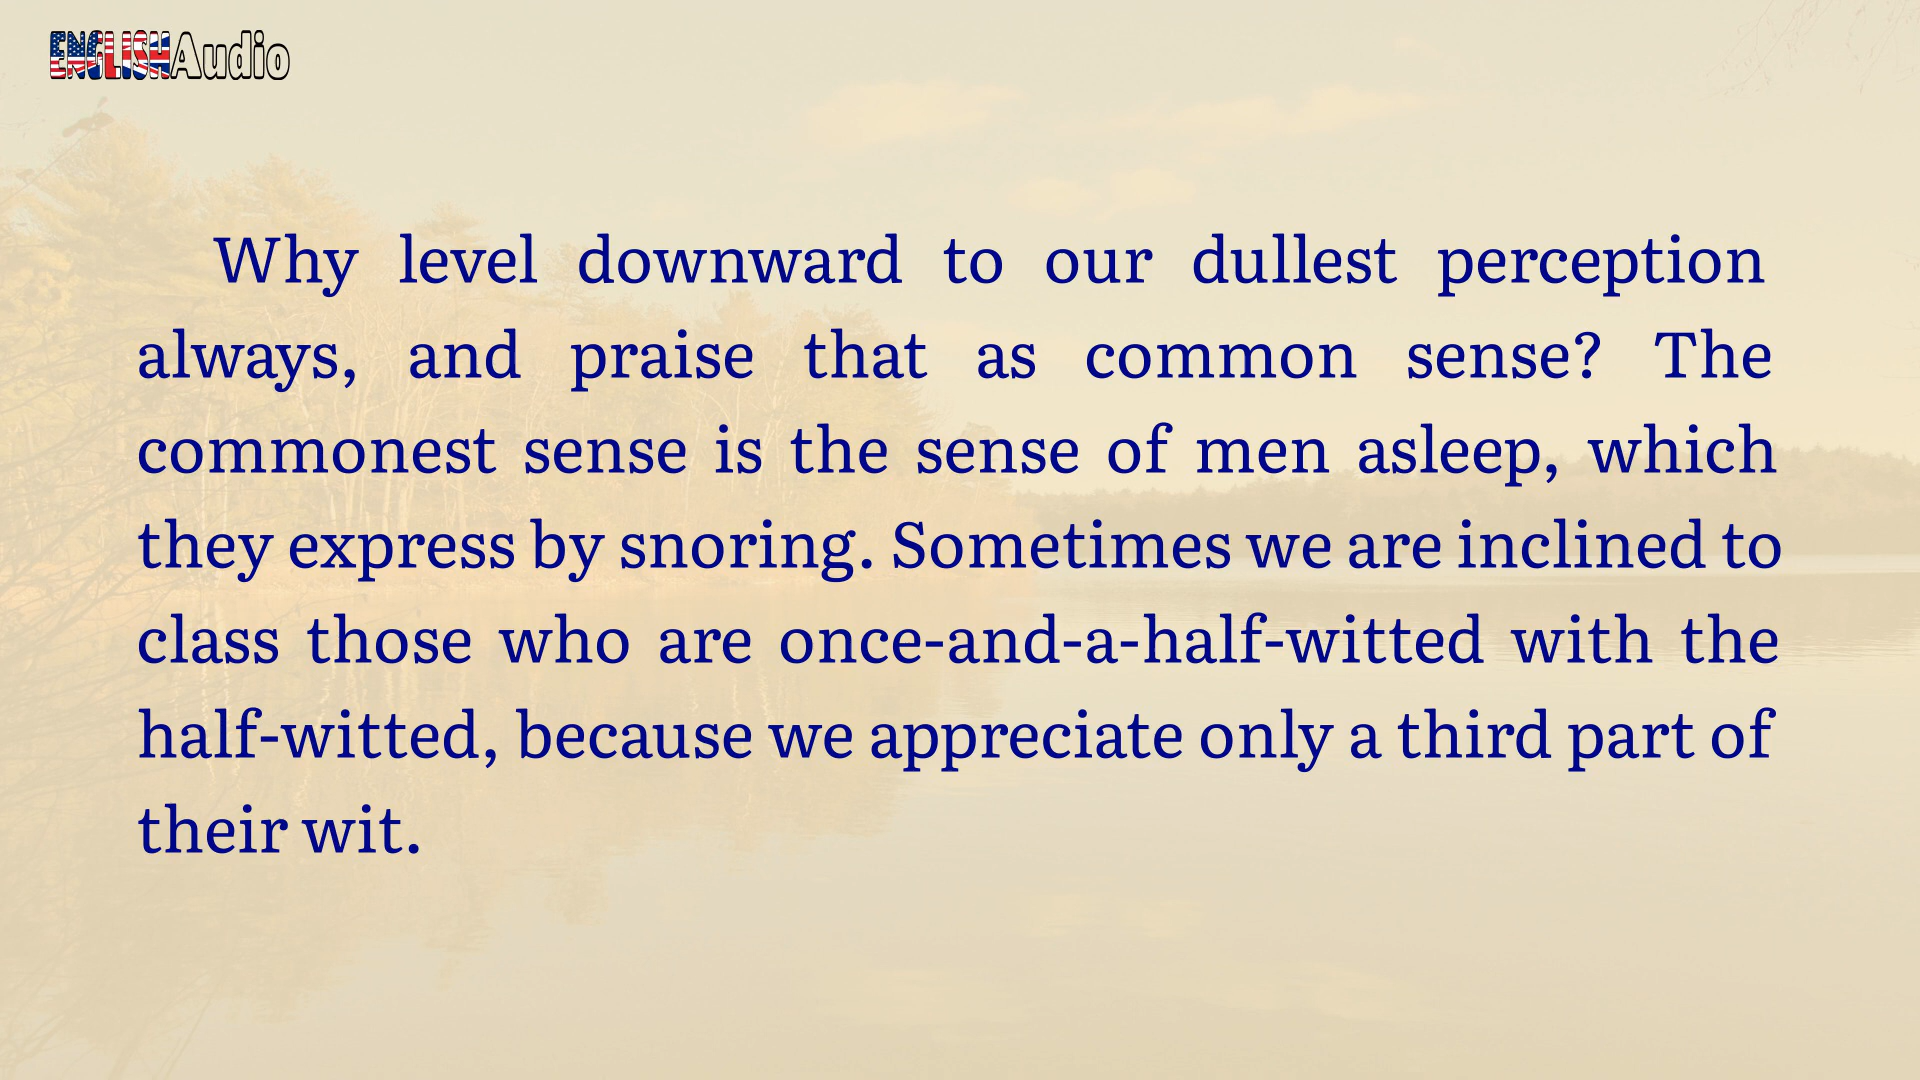 ENGLISHAudio
Why level downward to our dullest perception
always, and praise that as common sense? The
commonest sense is the sense of men asleep, which
they express by snoring. Sometimes we are inclined to
class those who are once-and-a-half-witted with the
half-witted, because we appreciate only a third part of
their wit.